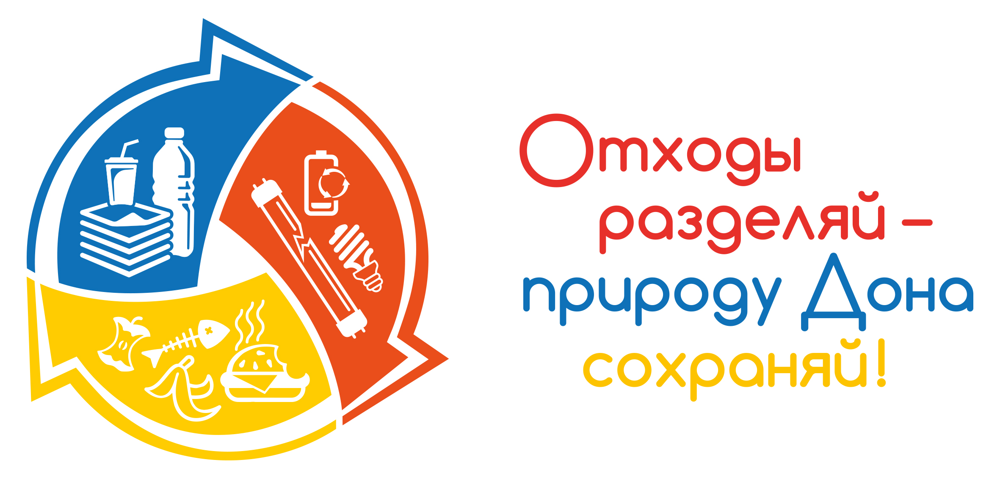 Отходы
разделяй –
природу Дона
сохраняй!